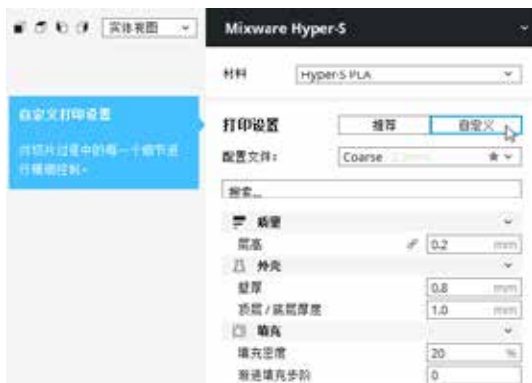 实体视图
Mixware Hyper-S
材料
Hyper-S PLA
自定义打印设置
对切片过程中的每一个细节进行精细控制。
打印设置
推荐
自定义
配置文件:
Coarse
搜索...
质量
层高
0.2 mm
外壳
壁厚
0.8 mm
顶层 / 底层厚度
1.0 mm
填充
填充密度
20 %
渐进填充步阶
0